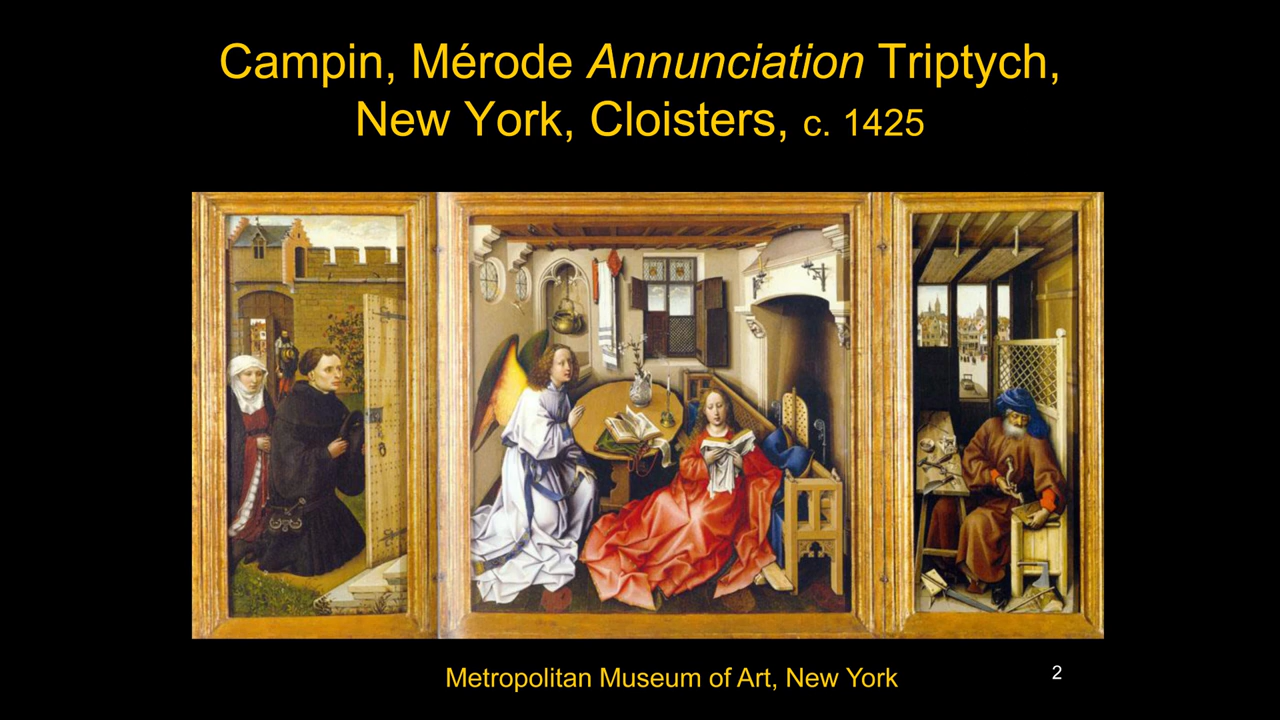 Campin, Mérode Annunciation Triptych,
New York, Cloisters, c. 1425
Metropolitan Museum of Art, New York
2